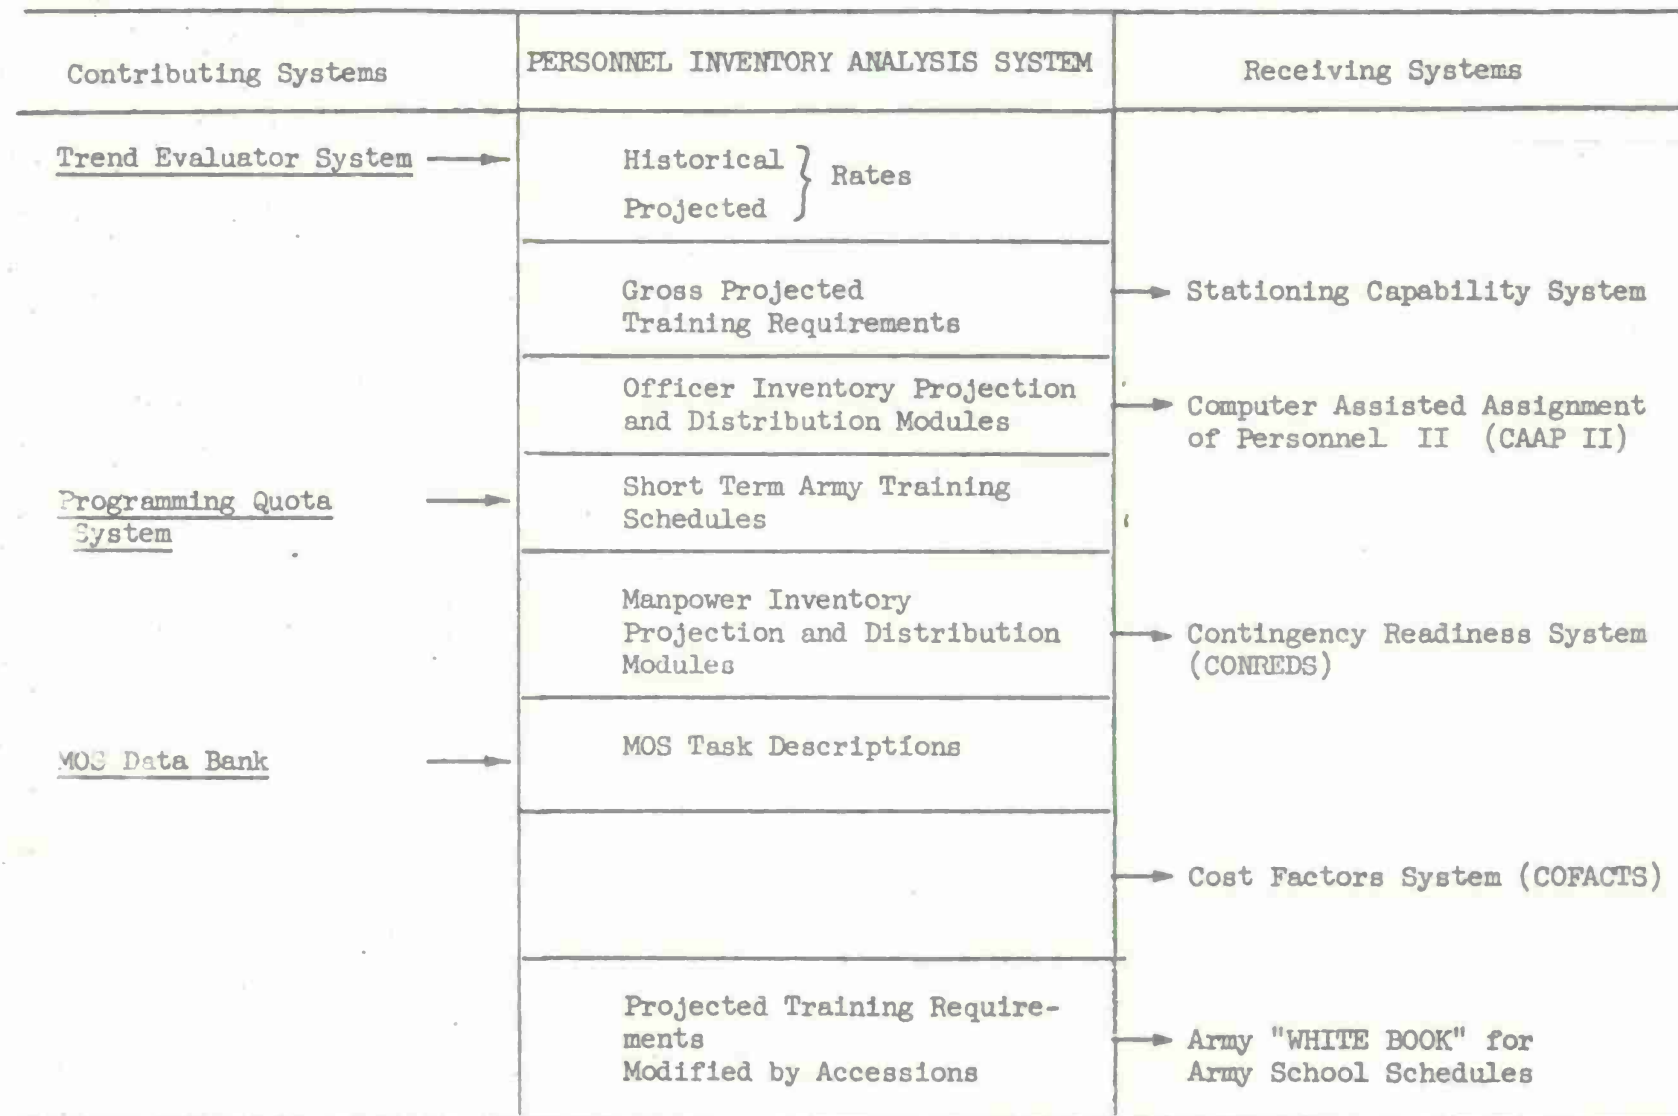 Contributing Systems
PERSONNEL INVENTORY ANALYSIS SYSTEM
Receiving Systems
Trend Evaluator System
Historical
Projected
Rates
Gross Projected
Training Requirements
Stationing Capability System
Officer Inventory Projection
and Distribution Modules
Computer Assisted Assignment
of Personnel II (CAAP II)
Programming Quota
System
Short Term Army Training
Schedules
Manpower Inventory
Projection and Distribution
Modules
Contingency Readiness System
(CONREDS)
MOS Data Bank
MOS Task Descriptions
Cost Factors System (COFACTS)
Projected Training Require-
ments
Modified by Accessions
Army "WHITE BOOK" for
Army School Schedules